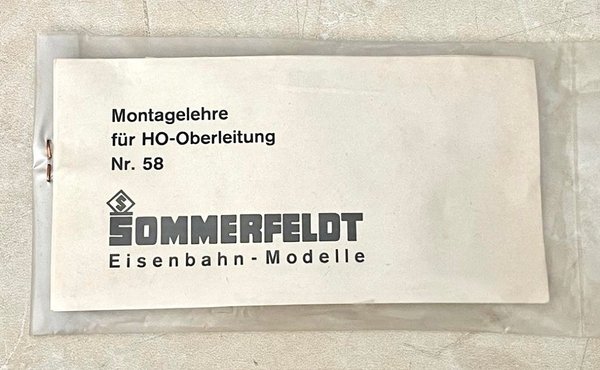 Montagelehre
für HO-Oberleitung
Nr. 58
S
SOMMERFELDT
Eisenbahn-Modelle